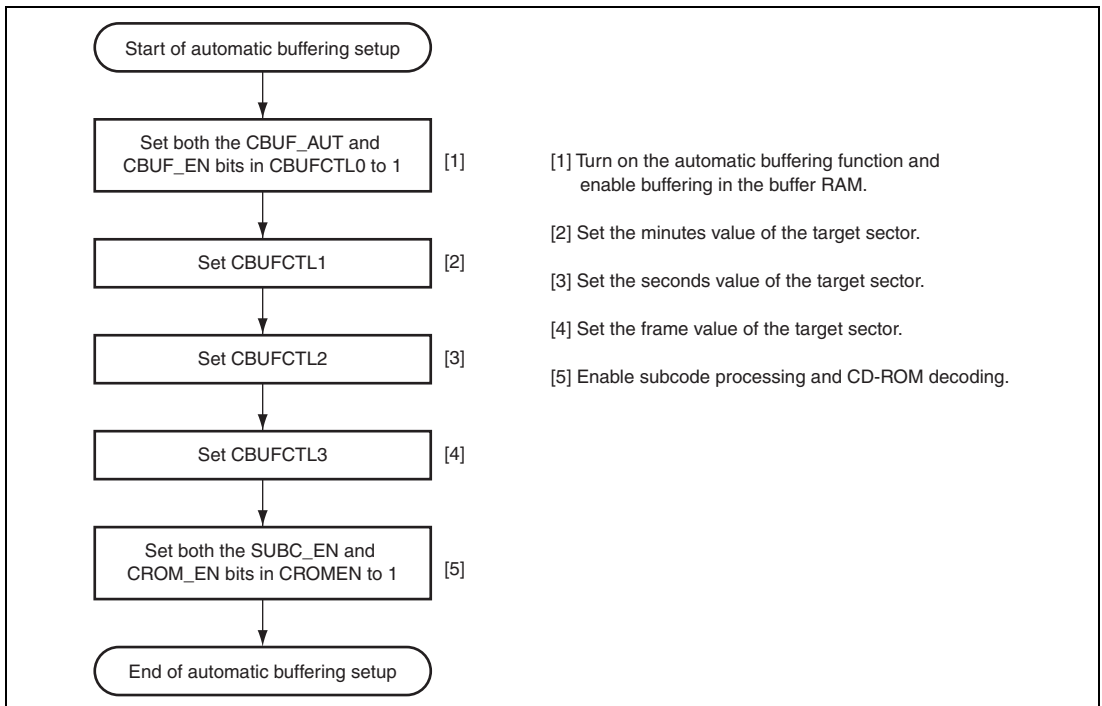 Start of automatic buffering setup
Set both the CBUF_AUT and
CBUF_EN bits in CBUFCTL0 to 1
[1]
Set CBUFCTL1
[2]
Set CBUFCTL2
[3]
Set CBUFCTL3
[4]
Set both the SUBC_EN and
CROM_EN bits in CROMEN to 1
[5]
End of automatic buffering setup
[1] Turn on the automatic buffering function and
enable buffering in the buffer RAM.
[2] Set the minutes value of the target sector.
[3] Set the seconds value of the target sector.
[4] Set the frame value of the target sector.
[5] Enable subcode processing and CD-ROM decoding.